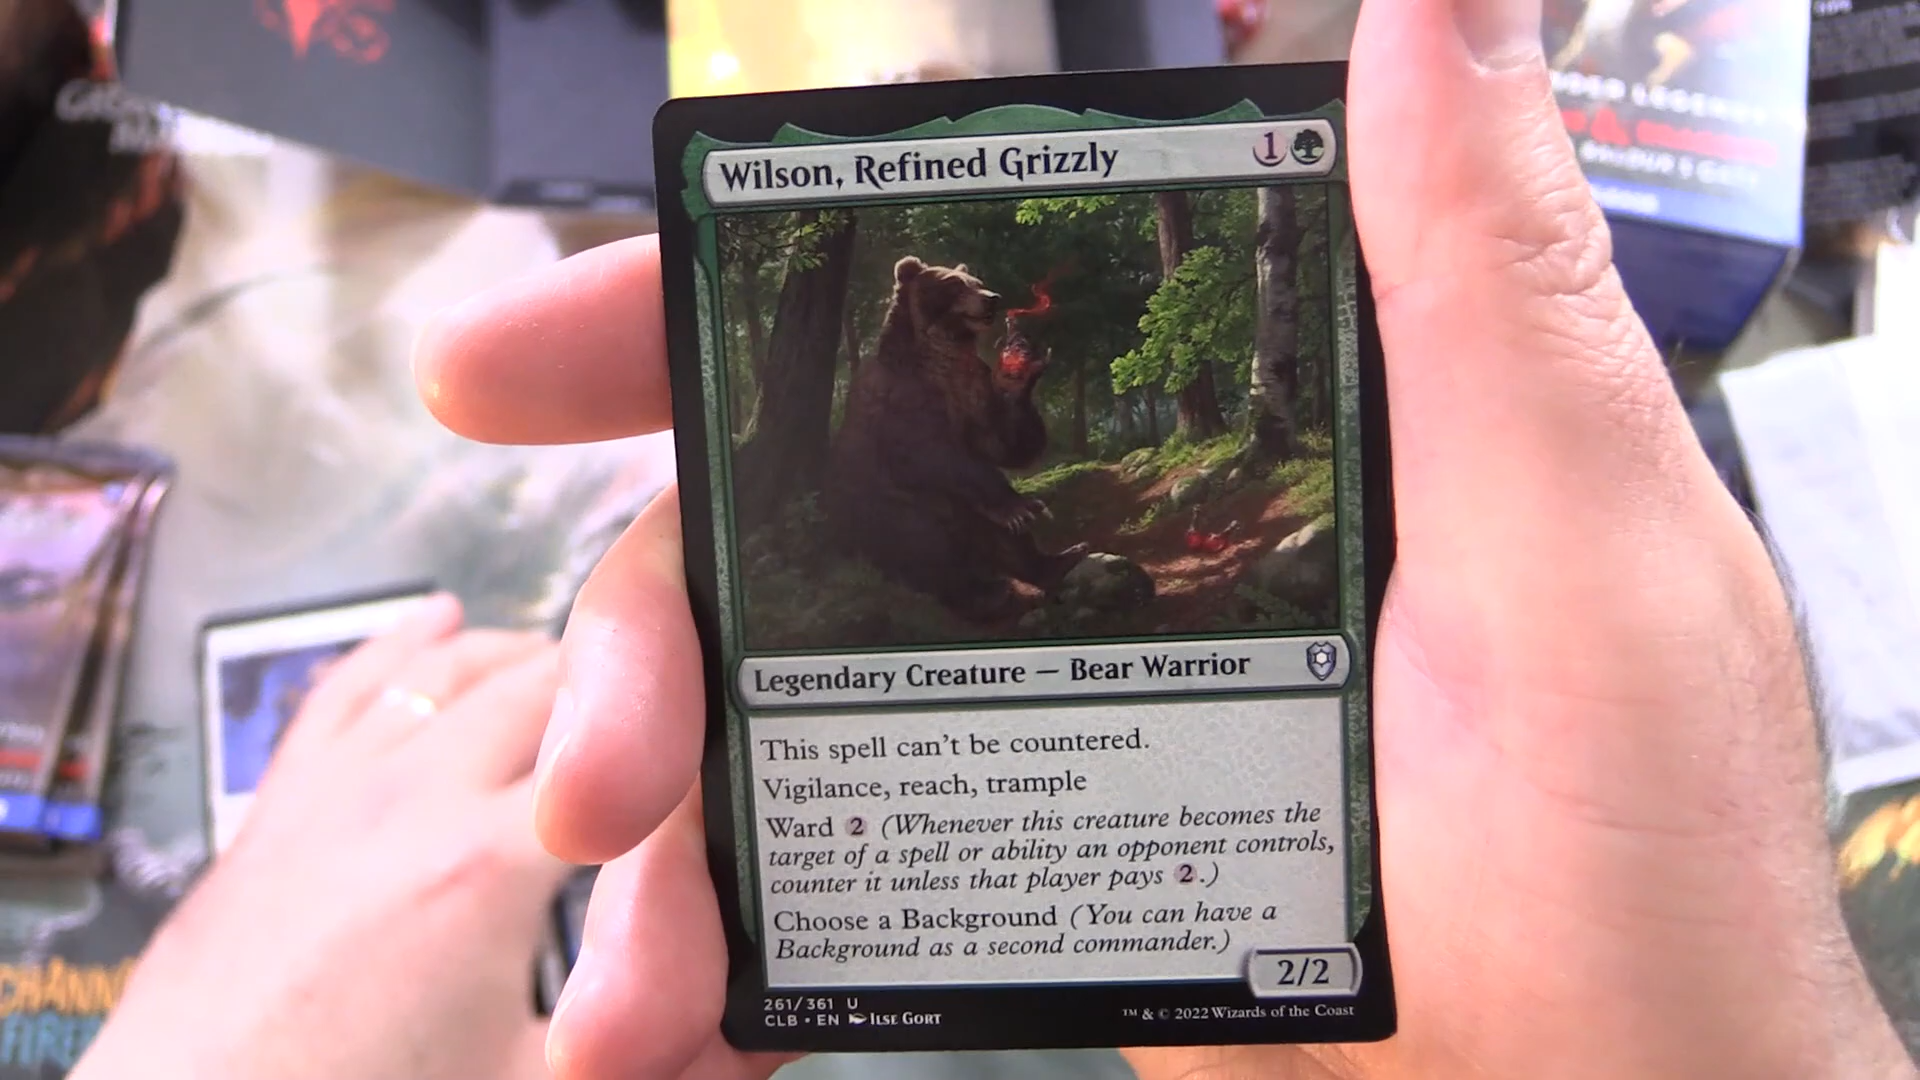 Wilson, Refined Grizzly
1
Legendary Creature — Bear Warrior
This spell can't be countered.
Vigilance, reach, trample
Ward 2 (Whenever this creature becomes the
target of a spell or ability an opponent controls,
counter it unless that player pays 2.)
Choose a Background (You can have a
Background as a second commander.)
2/2
261/361 U
CLB • EN ILSE GORT
™ & © 2022 Wizards of the Coast